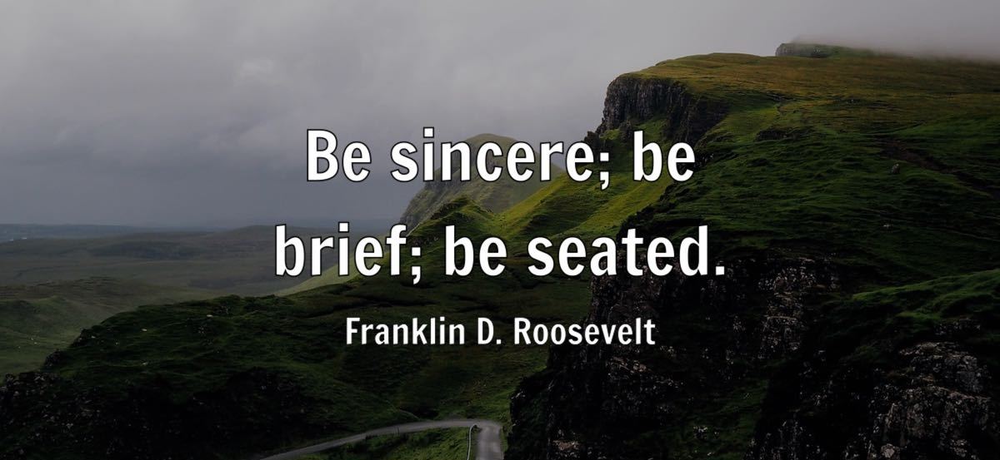 Be sincere; be
brief; be seated.
Franklin D. Roosevelt